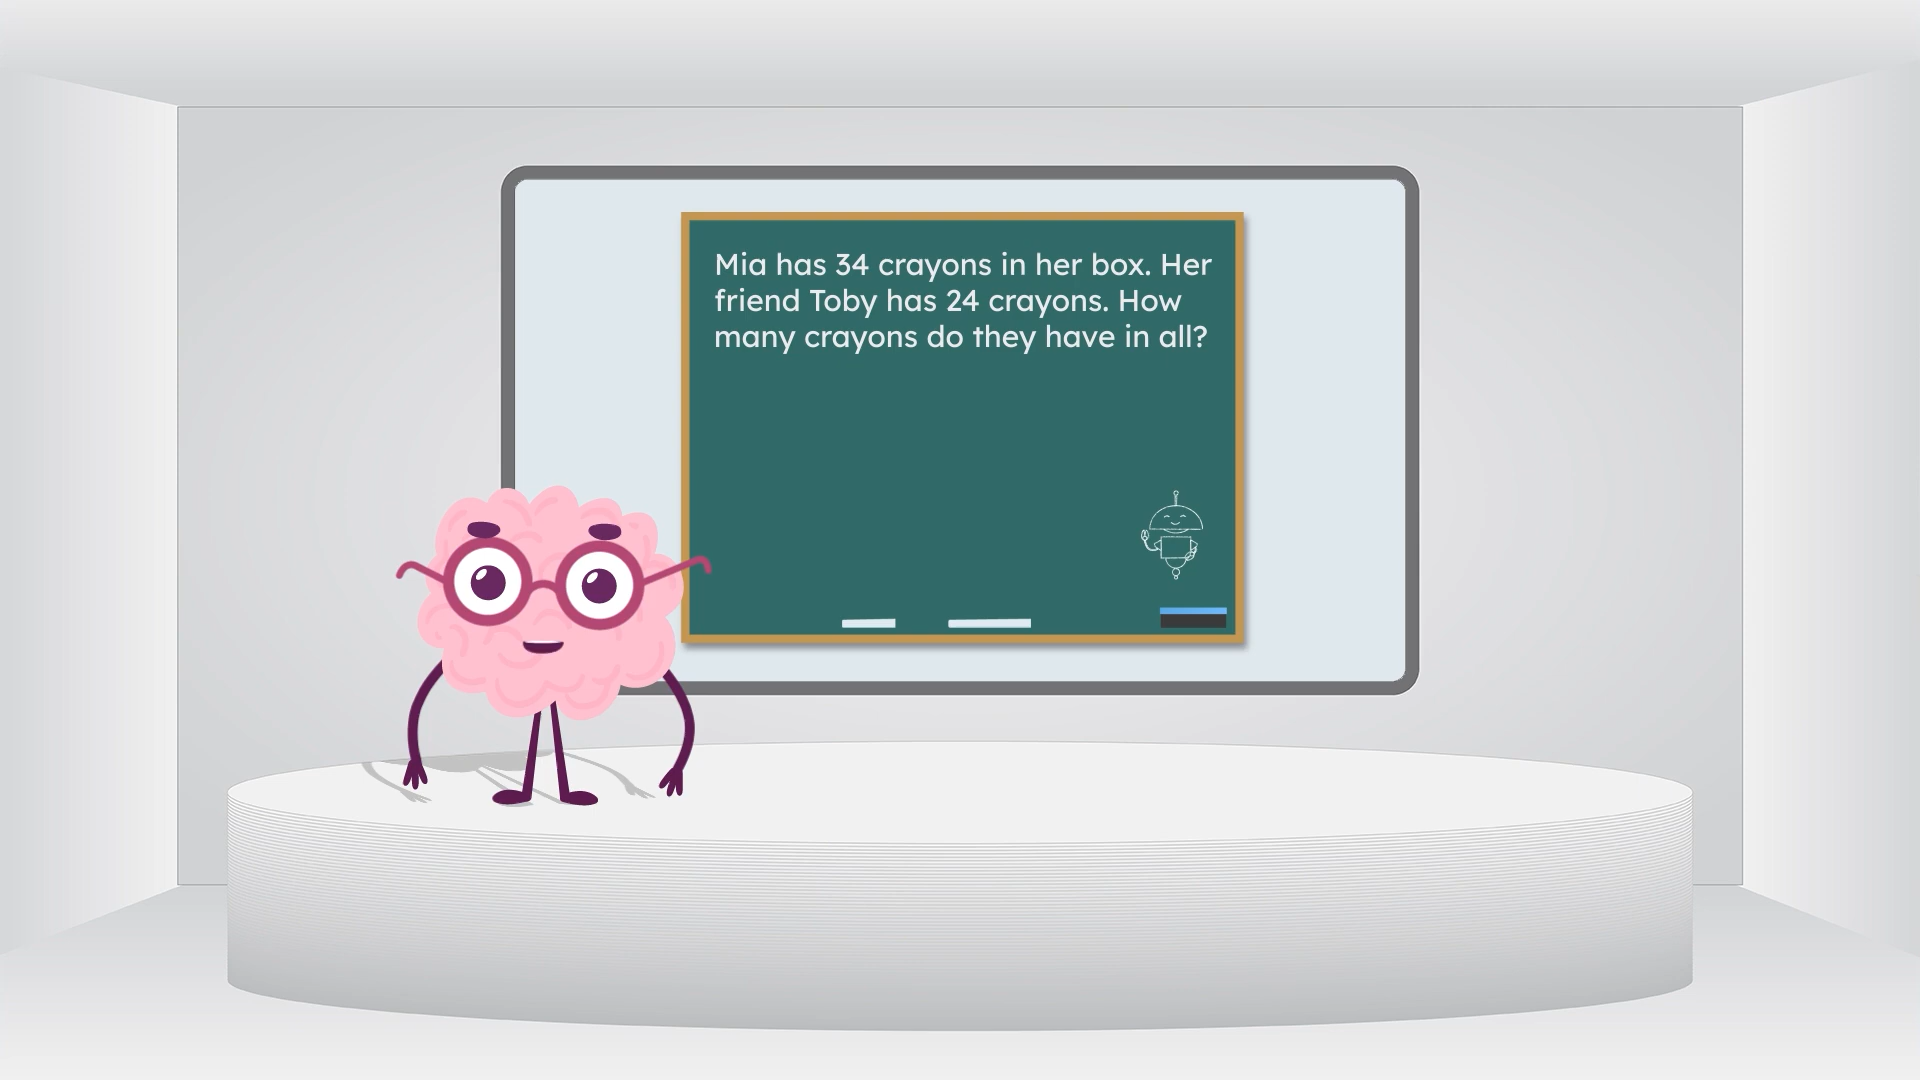 Mia has 34 crayons in her box. Her
friend Toby has 24 crayons. How
many crayons do they have in all?